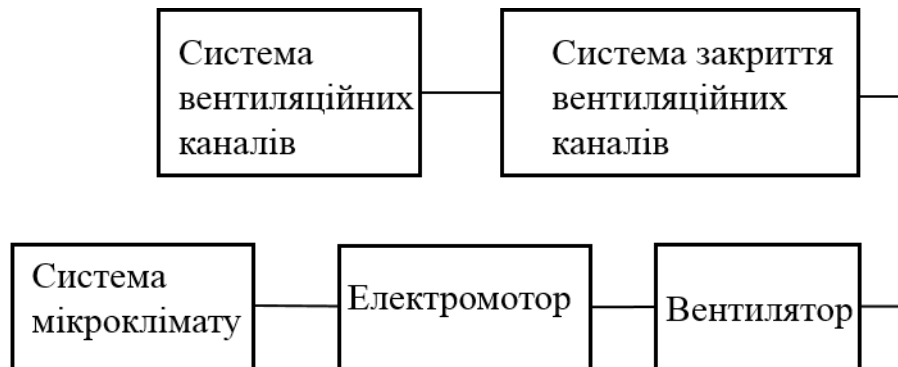 Система
вентиляційних
каналів
Система закриття
вентиляційних
каналів
Система
мікроклімату
Електромотор
Вентилятор